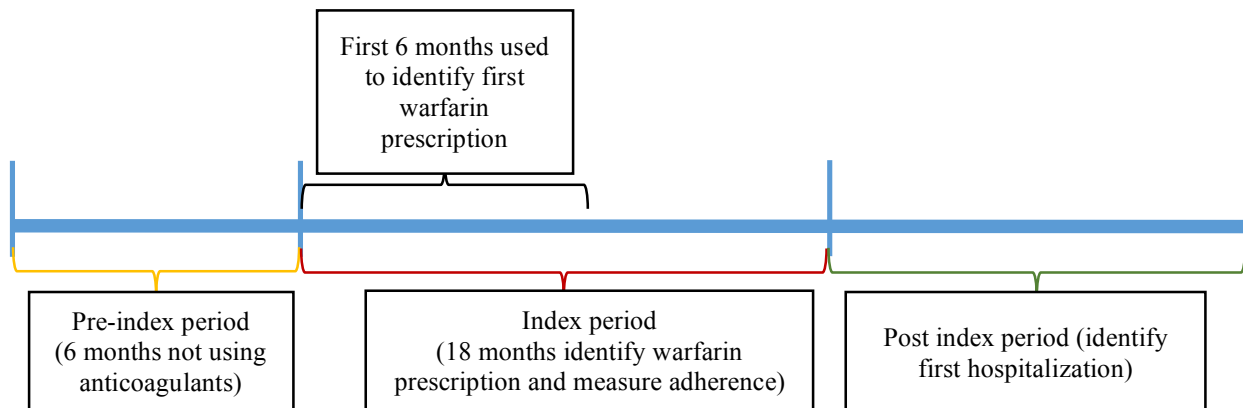 First 6 months used
to identify first
warfarin
prescription
Pre-index period
(6 months not using
anticoagulants)
Index period
(18 months identify warfarin
prescription and measure adherence)
Post index period (identify
first hospitalization)